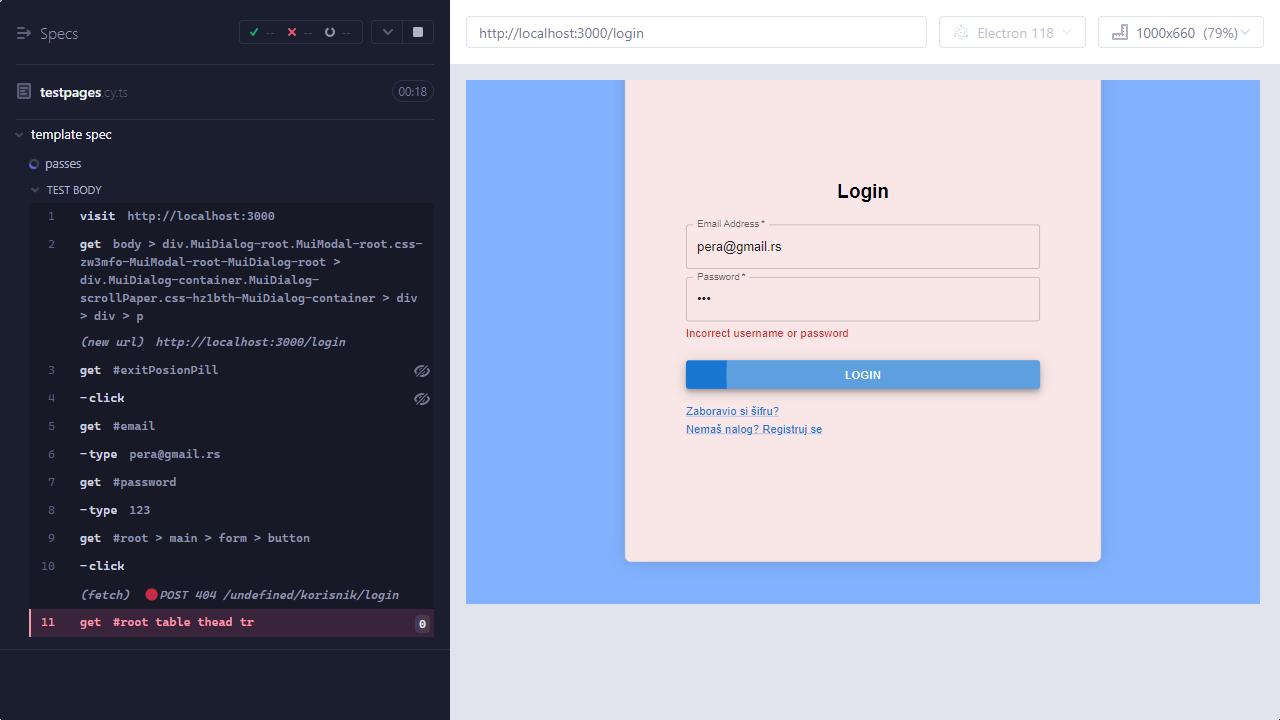 Specs
-- -- --
testpages.cy.ts 00:18
template spec
passes
TEST BODY
1 visit http://localhost:3000
2 get body > div.MuiDialog-root.MuiModal-root.css-
zw3mfo-MuiModal-root-MuiDialog-root >
div.MuiDialog-container.MuiDialog-
scrollPaper.css-hz1bth-MuiDialog-container > div
> div > p
(new url) http://localhost:3000/login
3 get #exitPosionPill
4 -click
5 get #email
6 -type pera@gmail.rs
7 get #password
8 -type 123
9 get #root > main > form > button
10 -click
(fetch) POST 404 /undefined/korisnik/login
11 get #root table thead tr 0
http://localhost:3000/login
Electron 118
1000x660 (79%)
Login
Email Address *
pera@gmail.rs
Password *
•••
Incorrect username or password
LOGIN
Zaboravio si šifru?
Nemaš nalog? Registruj se